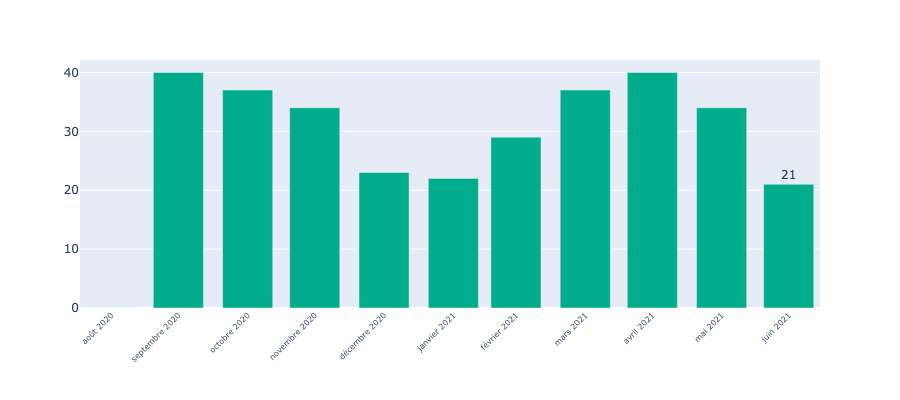 40
30
20
10
0
21
août 2020
septembre 2020
octobre 2020
novembre 2020
décembre 2020
janvier 2021
février 2021
mars 2021
avril 2021
mai 2021
juin 2021